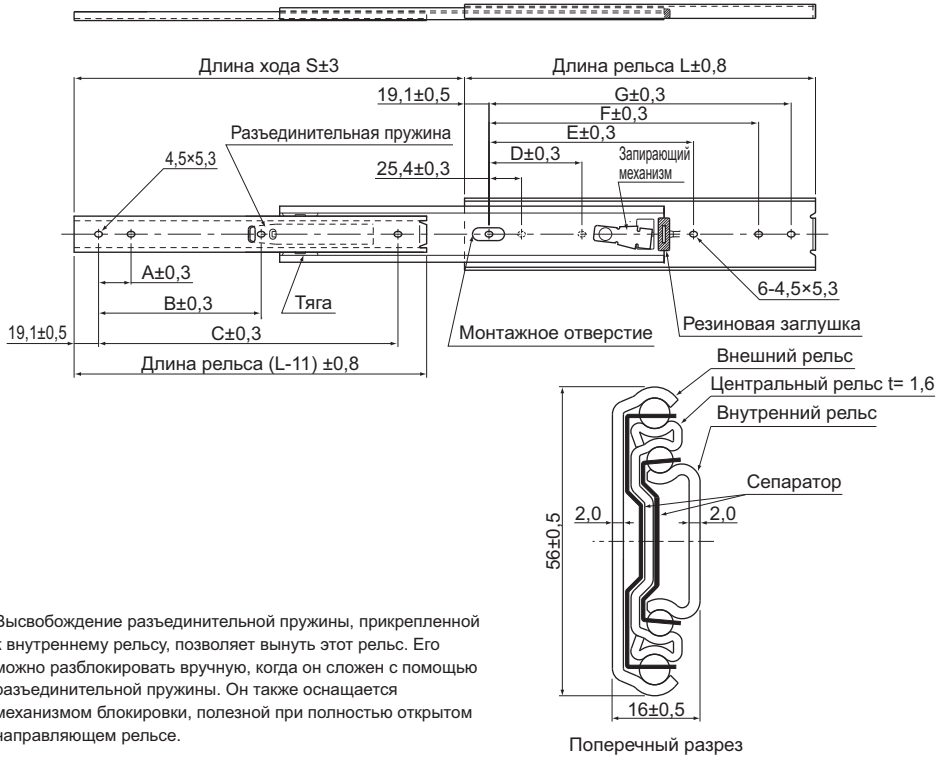 Длина хода S±3
Длина рельса L±0,8
19,1±0,5
G±0,3
F±0,3
Разъединительная пружина
E±0,3
4,5×5,3
D±0,3
Запирающий
механизм
25,4±0,3
A±0,3
B±0,3
Тяга
6-4,5×5,3
19,1±0,5
C±0,3
Монтажное отверстие
Резиновая заглушка
Длина рельса (L-11) ±0,8
Внешний рельс
Центральный рельс t= 1,6
Внутренний рельс
Сепаратор
2,0
2,0
56±0,5
16±0,5
Поперечный разрез
Высвобождение разъединительной пружины, прикрепленной
к внутреннему рельсу, позволяет вынуть этот рельс. Его
можно разблокировать вручную, когда он сложен с помощью
разъединительной пружины. Он также оснащается
механизмом блокировки, полезной при полностью открытом
направляющем рельсе.